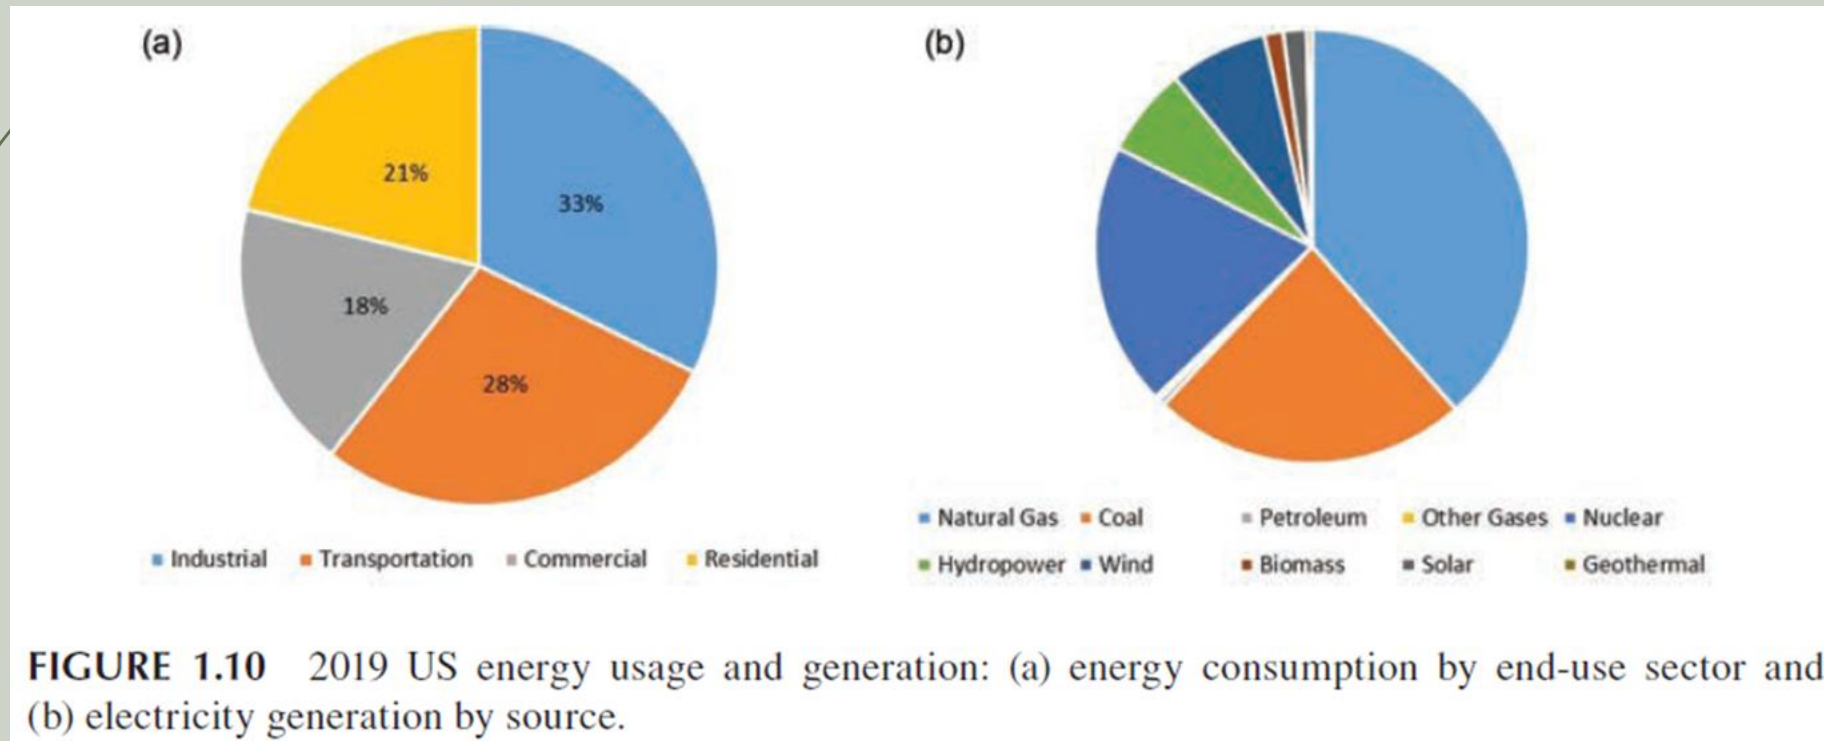 (a)
21%
33%
18%
28%
Industrial Transportation Commercial Residential
(b)
Natural Gas Coal Petroleum Other Gases Nuclear
Hydropower Wind Biomass Solar Geothermal
FIGURE 1.10 2019 US energy usage and generation: (a) energy consumption by end-use sector and
(b) electricity generation by source.